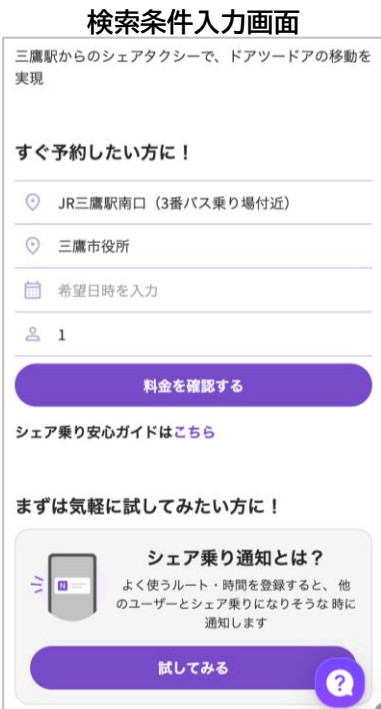 検索条件入力画面
三鷹駅からのシェアタクシーで、ドアツードアの移動を
実現
すぐ予約したい方に！
JR三鷹駅南口（3番バス乗り場付近）
三鷹市役所
希望日時を入力
1
料金を確認する
シェア乗り安心ガイドはこちら
まずは気軽に試してみたい方に！
シェア乗り通知とは？
N
よく使うルート・時間を登録すると、 他
のユーザーとシェア乗りになりそうな 時に
通知します
試してみる
?